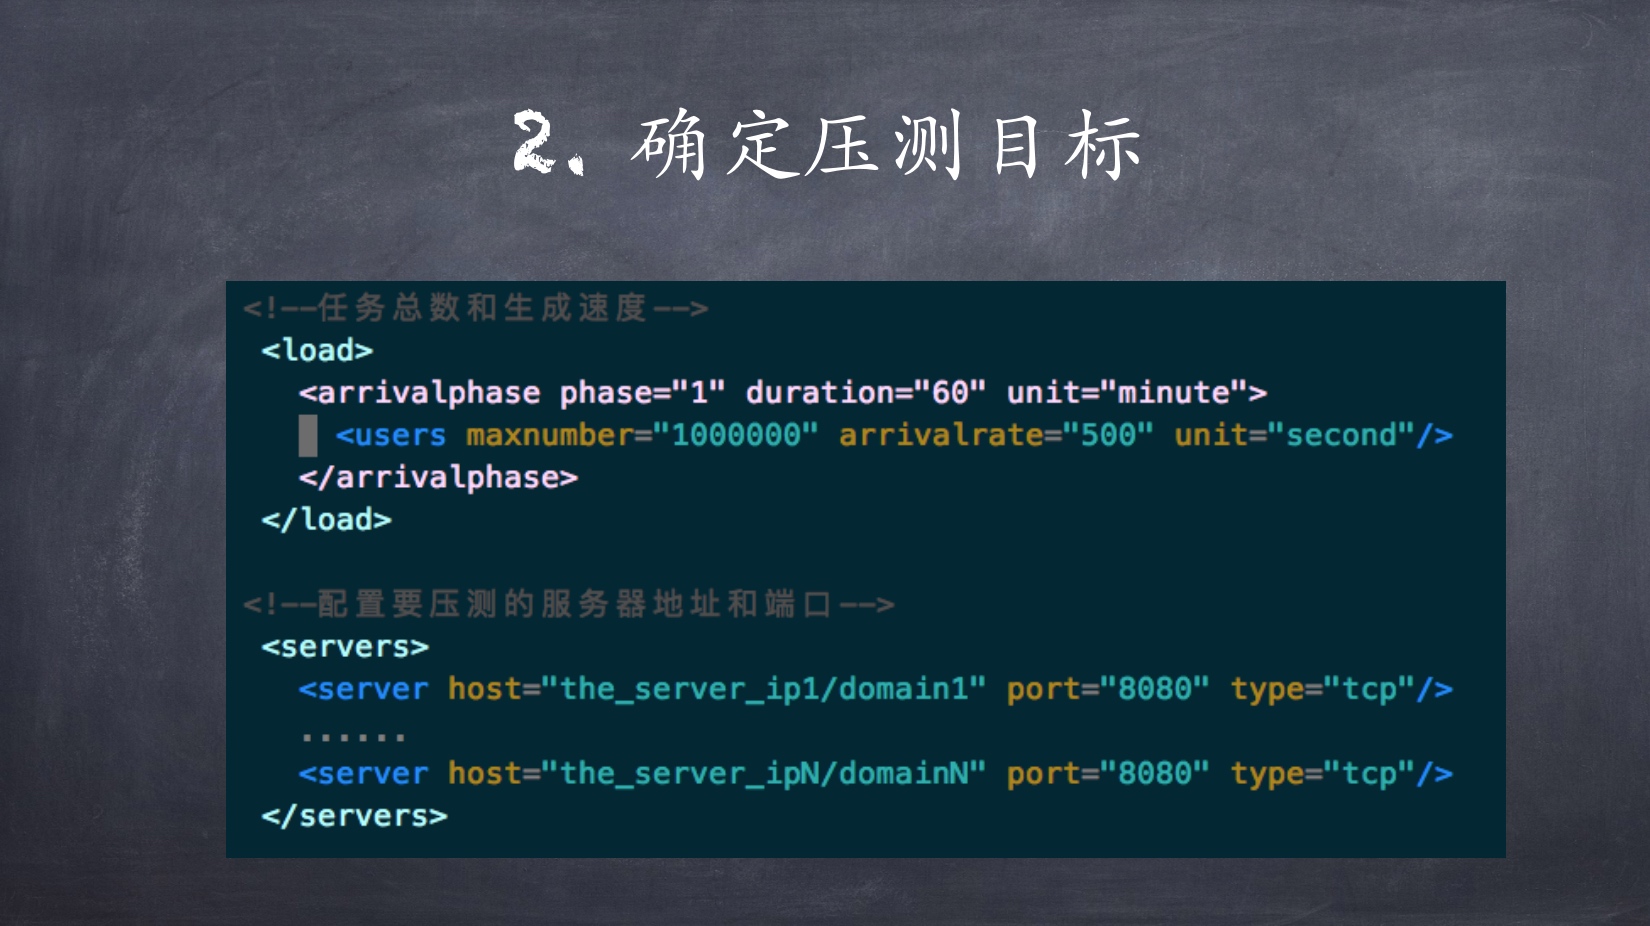 2. 确定压测目标
<!--任务总数和生成速度-->
<load>
<arrivalphase phase="1" duration="60" unit="minute">
<users maxnumber="1000000" arrivalrate="500" unit="second"/>
</arrivalphase>
</load>
<!--配置要压测的服务器地址和端口-->
<servers>
<server host="the_server_ip1/domain1" port="8080" type="tcp"/>
......
<server host="the_server_ipN/domainN" port="8080" type="tcp"/>
</servers>